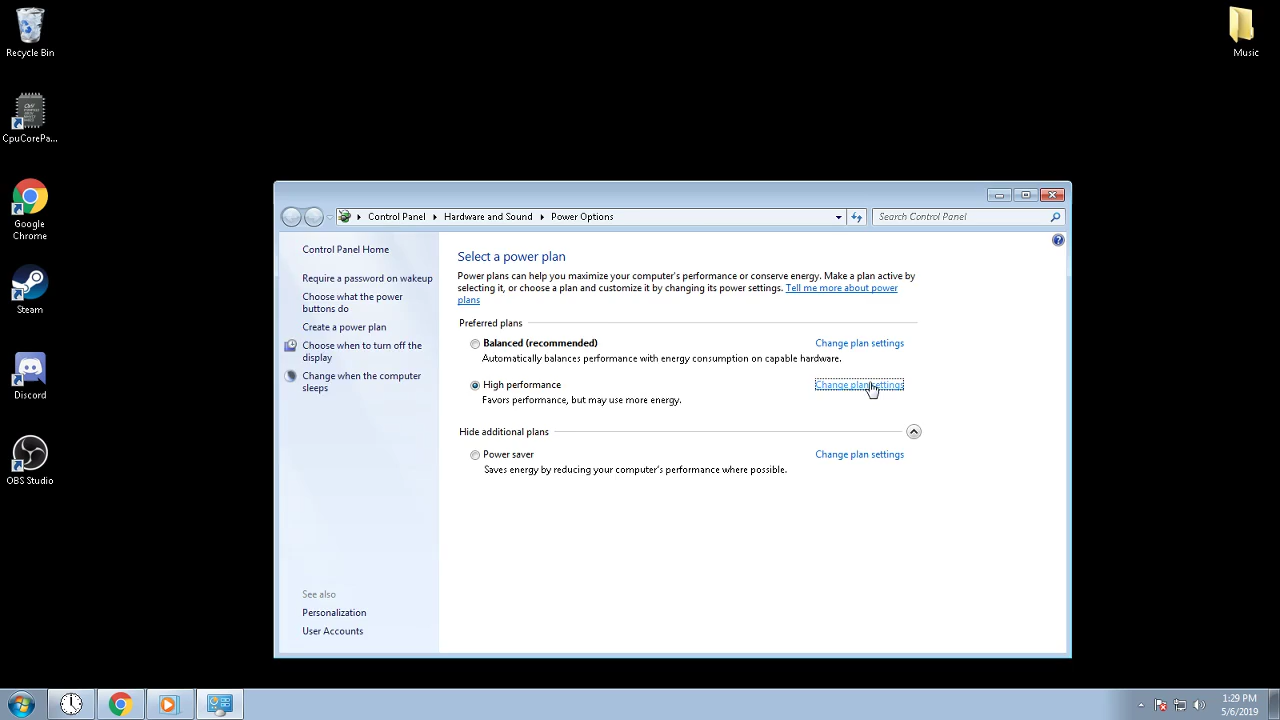 Recycle Bin
CpuCorePa...
Google
Chrome
Steam
Discord
OBS Studio
Music
Control Panel
Hardware and Sound
Power Options
Search Control Panel
Control Panel Home
Require a password on wakeup
Choose what the power
buttons do
Create a power plan
Choose when to turn off the
display
Change when the computer
sleeps
See also
Personalization
User Accounts
Select a power plan
Power plans can help you maximize your computer's performance or conserve energy. Make a plan active by
selecting it, or choose a plan and customize it by changing its power settings. Tell me more about power
plans
Preferred plans
Balanced (recommended) Change plan settings
Automatically balances performance with energy consumption on capable hardware.
High performance Change plan settings
Favors performance, but may use more energy.
Hide additional plans
Power saver Change plan settings
Saves energy by reducing your computer's performance where possible.
1:29 PM
5/6/2019